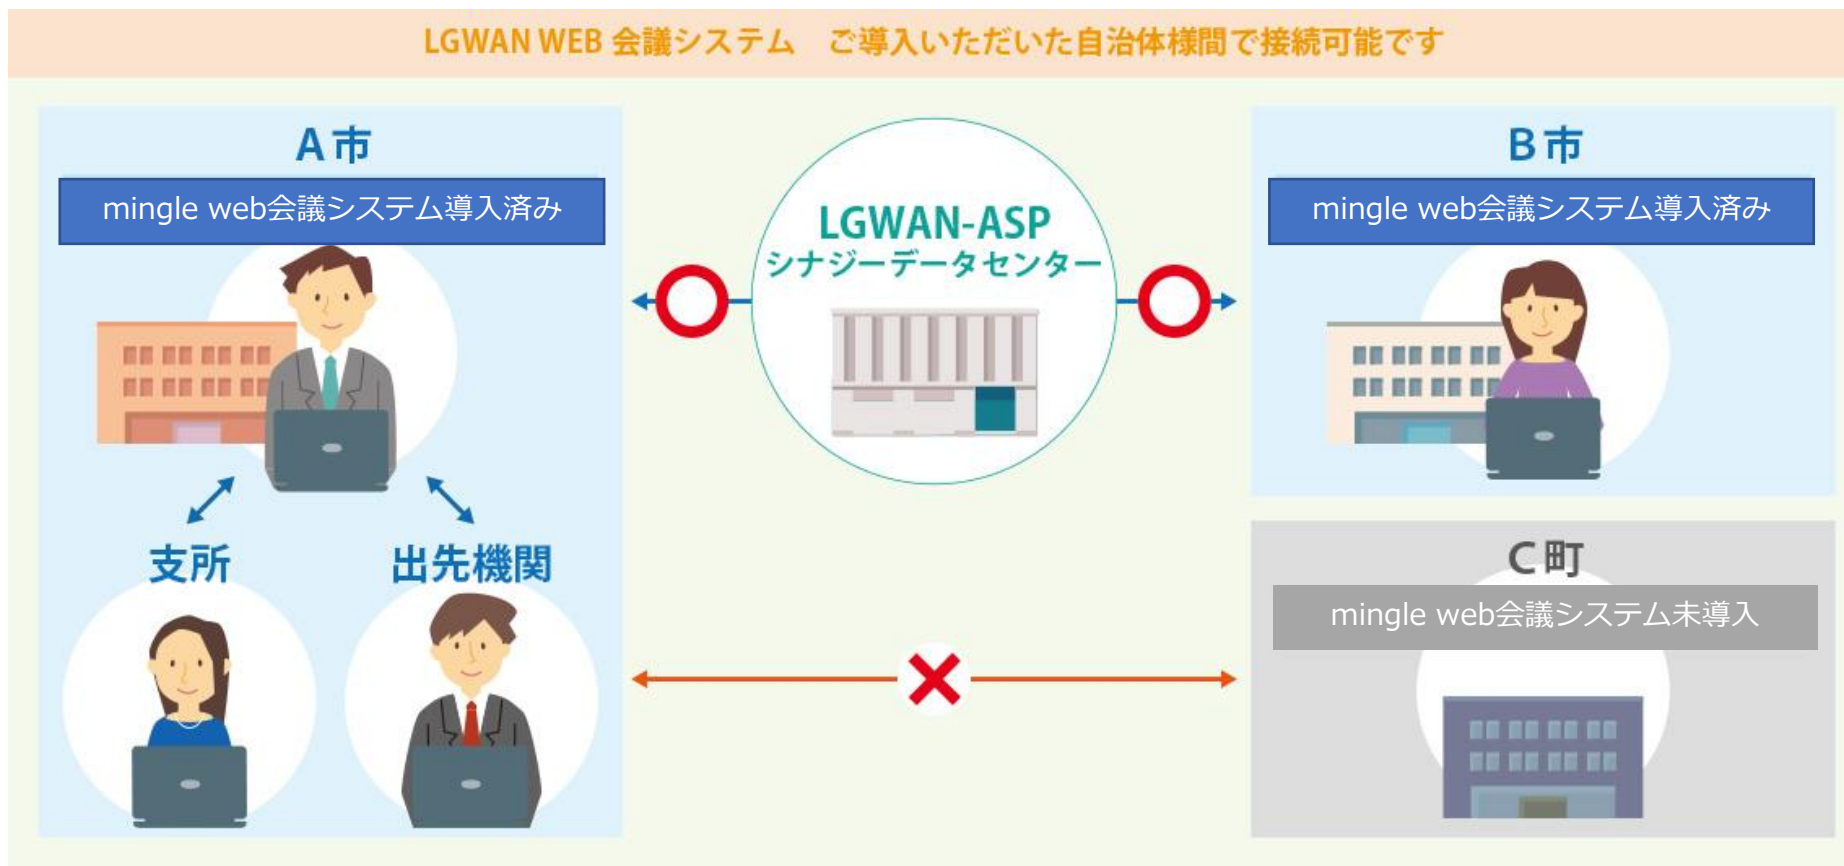 LGWAN WEB 会議システム　ご導入いただいた自治体様間で接続可能です
A市
mingle web会議システム導入済み
LGWAN-ASP
シナジーデータセンター
B市
mingle web会議システム導入済み
支所
出先機関
C町
mingle web会議システム未導入